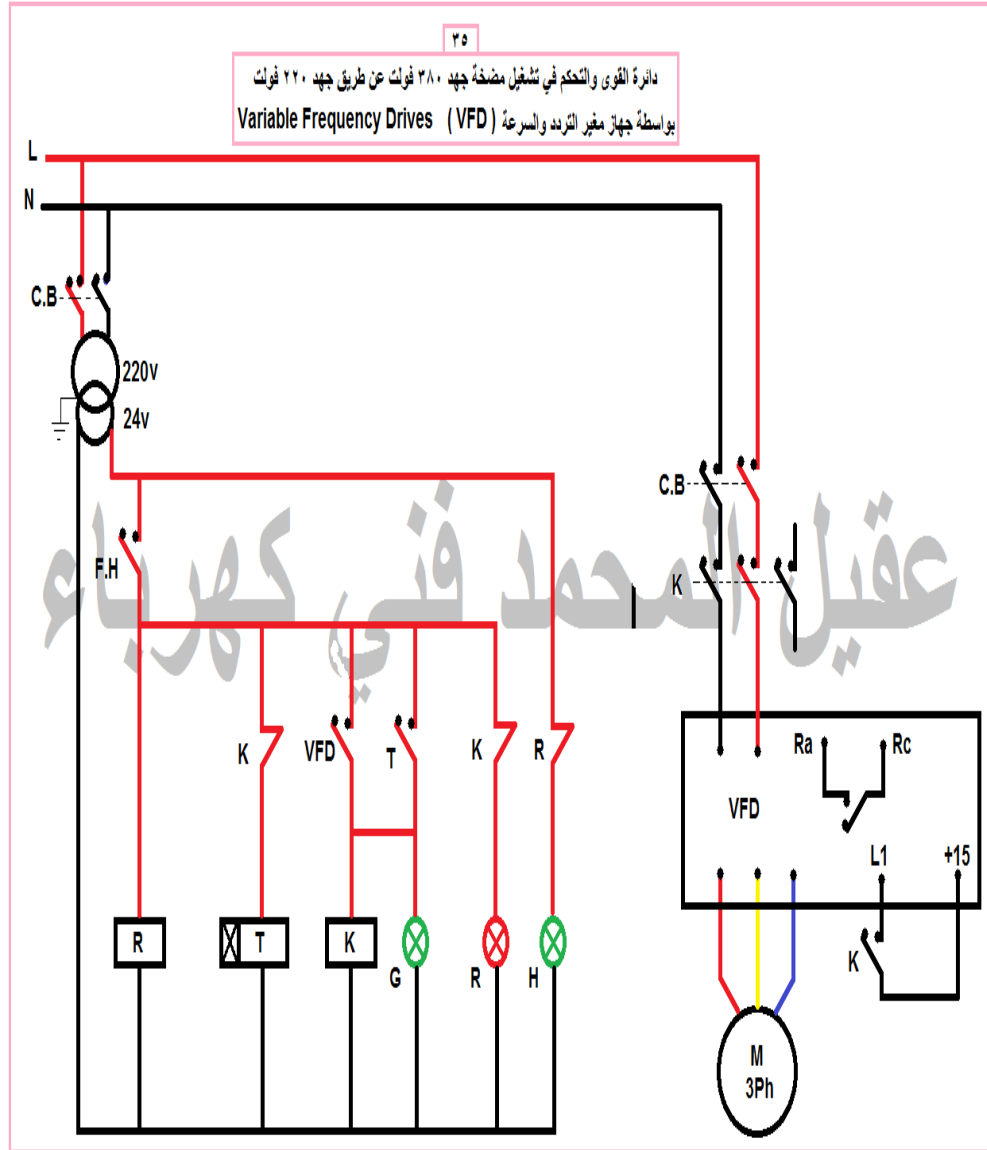 ٣٥
دائرة القوى والتحكم في تشغيل مضخة جهد ٣٨٠ فولت عن طريق جهد ٢٢٠ فولت
بواسطة جهاز مغير التردد والسرعة ( VFD ) Variable Frequency Drives
L
N
C.B
220v
24v
C.B
F.H
K
عقيل المحمد فني كهرباء
K
VFD
T
K
R
Ra
Rc
VFD
L1
+15
R
T
K
G
R
H
K
M
3Ph